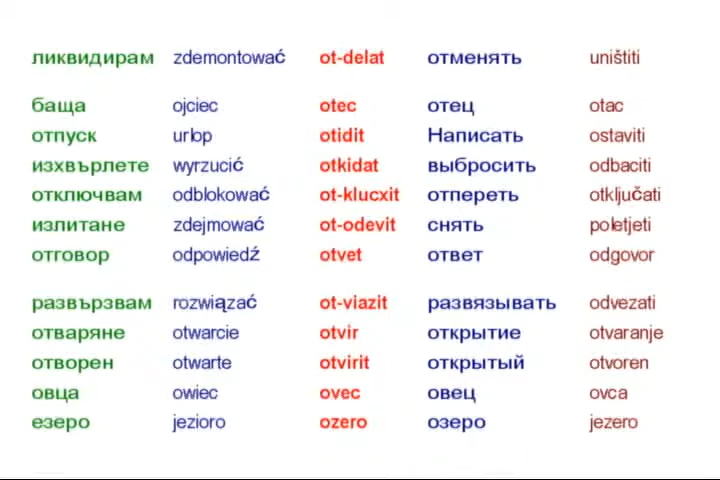 ликвидирам zdemontować ot-delat отменять uništiti
баща ojciec otec отец otac
отпуск urlop otidit Написать ostaviti
изхвърлете wyrzucić otkidat выбросить odbaciti
отключвам odblokować ot-klucxit отпереть otključati
излитане zdejmować ot-odevit снять poletjeti
отговор odpowiedź otvet ответ odgovor
развързвам rozwiązać ot-viazit развязывать odvezati
отваряне otwarcie otvir открытие otvaranje
отворен otwarte otvirit открытый otvoren
овца owiec ovec овец ovca
езеро jezioro ozero озеро jezero